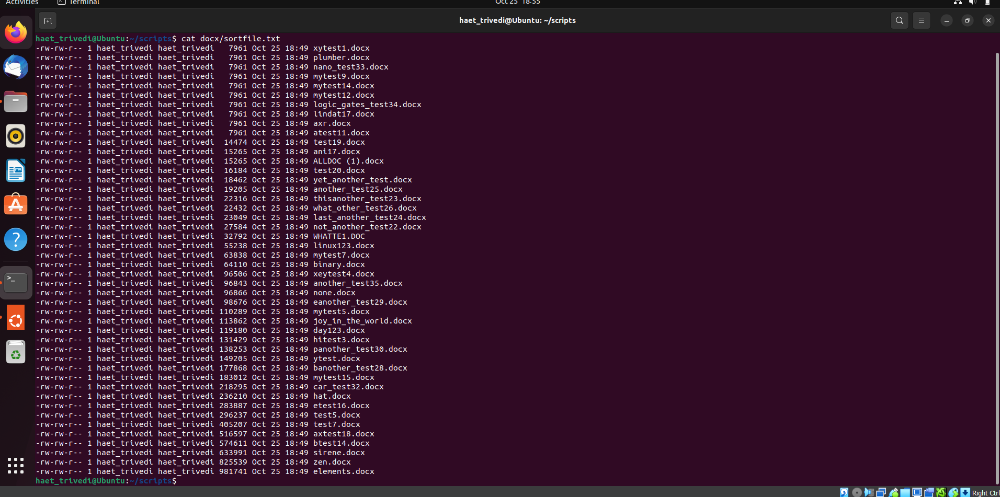 Activities Terminal Oct 25 18:55
haet_trivedi@Ubuntu: ~/scripts
haet_trivedi@Ubuntu:~/scripts$ cat docx/sortfile.txt
-rw-rw-r-- 1 haet_trivedi haet_trivedi   7961 Oct 25 18:49 xytest1.docx
-rw-rw-r-- 1 haet_trivedi haet_trivedi   7961 Oct 25 18:49 plumber.docx
-rw-rw-r-- 1 haet_trivedi haet_trivedi   7961 Oct 25 18:49 nano_test33.docx
-rw-rw-r-- 1 haet_trivedi haet_trivedi   7961 Oct 25 18:49 mytest9.docx
-rw-rw-r-- 1 haet_trivedi haet_trivedi   7961 Oct 25 18:49 mytest14.docx
-rw-rw-r-- 1 haet_trivedi haet_trivedi   7961 Oct 25 18:49 mytest12.docx
-rw-rw-r-- 1 haet_trivedi haet_trivedi   7961 Oct 25 18:49 logic_gates_test34.docx
-rw-rw-r-- 1 haet_trivedi haet_trivedi   7961 Oct 25 18:49 lindat17.docx
-rw-rw-r-- 1 haet_trivedi haet_trivedi   7961 Oct 25 18:49 axr.docx
-rw-rw-r-- 1 haet_trivedi haet_trivedi   7961 Oct 25 18:49 atest11.docx
-rw-rw-r-- 1 haet_trivedi haet_trivedi  14474 Oct 25 18:49 test19.docx
-rw-rw-r-- 1 haet_trivedi haet_trivedi  15265 Oct 25 18:49 ani17.docx
-rw-rw-r-- 1 haet_trivedi haet_trivedi  15265 Oct 25 18:49 ALLDOC (1).docx
-rw-rw-r-- 1 haet_trivedi haet_trivedi  16184 Oct 25 18:49 test20.docx
-rw-rw-r-- 1 haet_trivedi haet_trivedi  18462 Oct 25 18:49 yet_another_test.docx
-rw-rw-r-- 1 haet_trivedi haet_trivedi  19205 Oct 25 18:49 another_test25.docx
-rw-rw-r-- 1 haet_trivedi haet_trivedi  22316 Oct 25 18:49 thisanother_test23.docx
-rw-rw-r-- 1 haet_trivedi haet_trivedi  22432 Oct 25 18:49 what_other_test26.docx
-rw-rw-r-- 1 haet_trivedi haet_trivedi  23049 Oct 25 18:49 last_another_test24.docx
-rw-rw-r-- 1 haet_trivedi haet_trivedi  27584 Oct 25 18:49 not_another_test22.docx
-rw-rw-r-- 1 haet_trivedi haet_trivedi  32792 Oct 25 18:49 WHATTE1.DOC
-rw-rw-r-- 1 haet_trivedi haet_trivedi  55238 Oct 25 18:49 linux123.docx
-rw-rw-r-- 1 haet_trivedi haet_trivedi  63838 Oct 25 18:49 mytest7.docx
-rw-rw-r-- 1 haet_trivedi haet_trivedi  64110 Oct 25 18:49 binary.docx
-rw-rw-r-- 1 haet_trivedi haet_trivedi  96506 Oct 25 18:49 xeytest4.docx
-rw-rw-r-- 1 haet_trivedi haet_trivedi  96843 Oct 25 18:49 another_test35.docx
-rw-rw-r-- 1 haet_trivedi haet_trivedi  96866 Oct 25 18:49 none.docx
-rw-rw-r-- 1 haet_trivedi haet_trivedi  98676 Oct 25 18:49 eanother_test29.docx
-rw-rw-r-- 1 haet_trivedi haet_trivedi 110289 Oct 25 18:49 mytest5.docx
-rw-rw-r-- 1 haet_trivedi haet_trivedi 113862 Oct 25 18:49 joy_in_the_world.docx
-rw-rw-r-- 1 haet_trivedi haet_trivedi 119180 Oct 25 18:49 day123.docx
-rw-rw-r-- 1 haet_trivedi haet_trivedi 131429 Oct 25 18:49 hitest3.docx
-rw-rw-r-- 1 haet_trivedi haet_trivedi 138253 Oct 25 18:49 panother_test30.docx
-rw-rw-r-- 1 haet_trivedi haet_trivedi 149205 Oct 25 18:49 ytest.docx
-rw-rw-r-- 1 haet_trivedi haet_trivedi 177868 Oct 25 18:49 banother_test28.docx
-rw-rw-r-- 1 haet_trivedi haet_trivedi 183012 Oct 25 18:49 mytest15.docx
-rw-rw-r-- 1 haet_trivedi haet_trivedi 218295 Oct 25 18:49 car_test32.docx
-rw-rw-r-- 1 haet_trivedi haet_trivedi 236210 Oct 25 18:49 hat.docx
-rw-rw-r-- 1 haet_trivedi haet_trivedi 283887 Oct 25 18:49 etest16.docx
-rw-rw-r-- 1 haet_trivedi haet_trivedi 296237 Oct 25 18:49 test5.docx
-rw-rw-r-- 1 haet_trivedi haet_trivedi 405207 Oct 25 18:49 test7.docx
-rw-rw-r-- 1 haet_trivedi haet_trivedi 516597 Oct 25 18:49 axtest18.docx
-rw-rw-r-- 1 haet_trivedi haet_trivedi 574611 Oct 25 18:49 btest14.docx
-rw-rw-r-- 1 haet_trivedi haet_trivedi 633991 Oct 25 18:49 sirene.docx
-rw-rw-r-- 1 haet_trivedi haet_trivedi 825539 Oct 25 18:49 zen.docx
-rw-rw-r-- 1 haet_trivedi haet_trivedi 981741 Oct 25 18:49 elements.docx
haet_trivedi@Ubuntu:~/scripts$
Right Ctrl